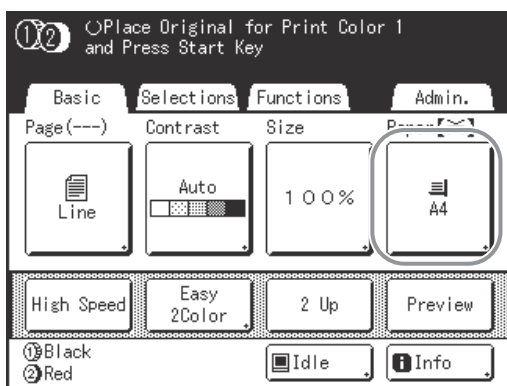 ①② Place Original for Print Color 1
and Press Start Key
Basic Selections Functions Admin.
Page(---) Contrast Size Paper
Line Auto 100% A4
High Speed Easy 2Color 2 Up Preview
①Black
②Red
Idle Info